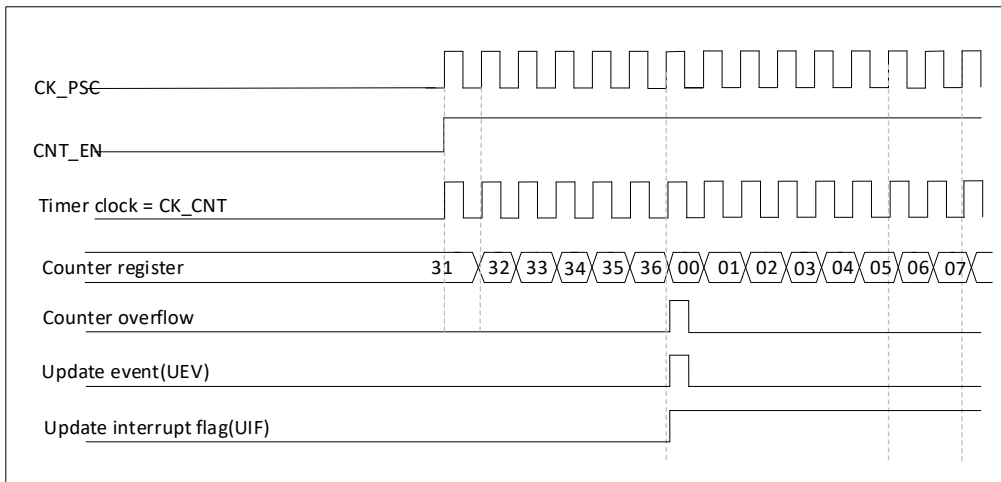 CK_PSC
CNT_EN
Timer clock = CK_CNT
Counter register 31 32 33 34 35 36 00 01 02 03 04 05 06 07
Counter overflow
Update event(UEV)
Update interrupt flag(UIF)